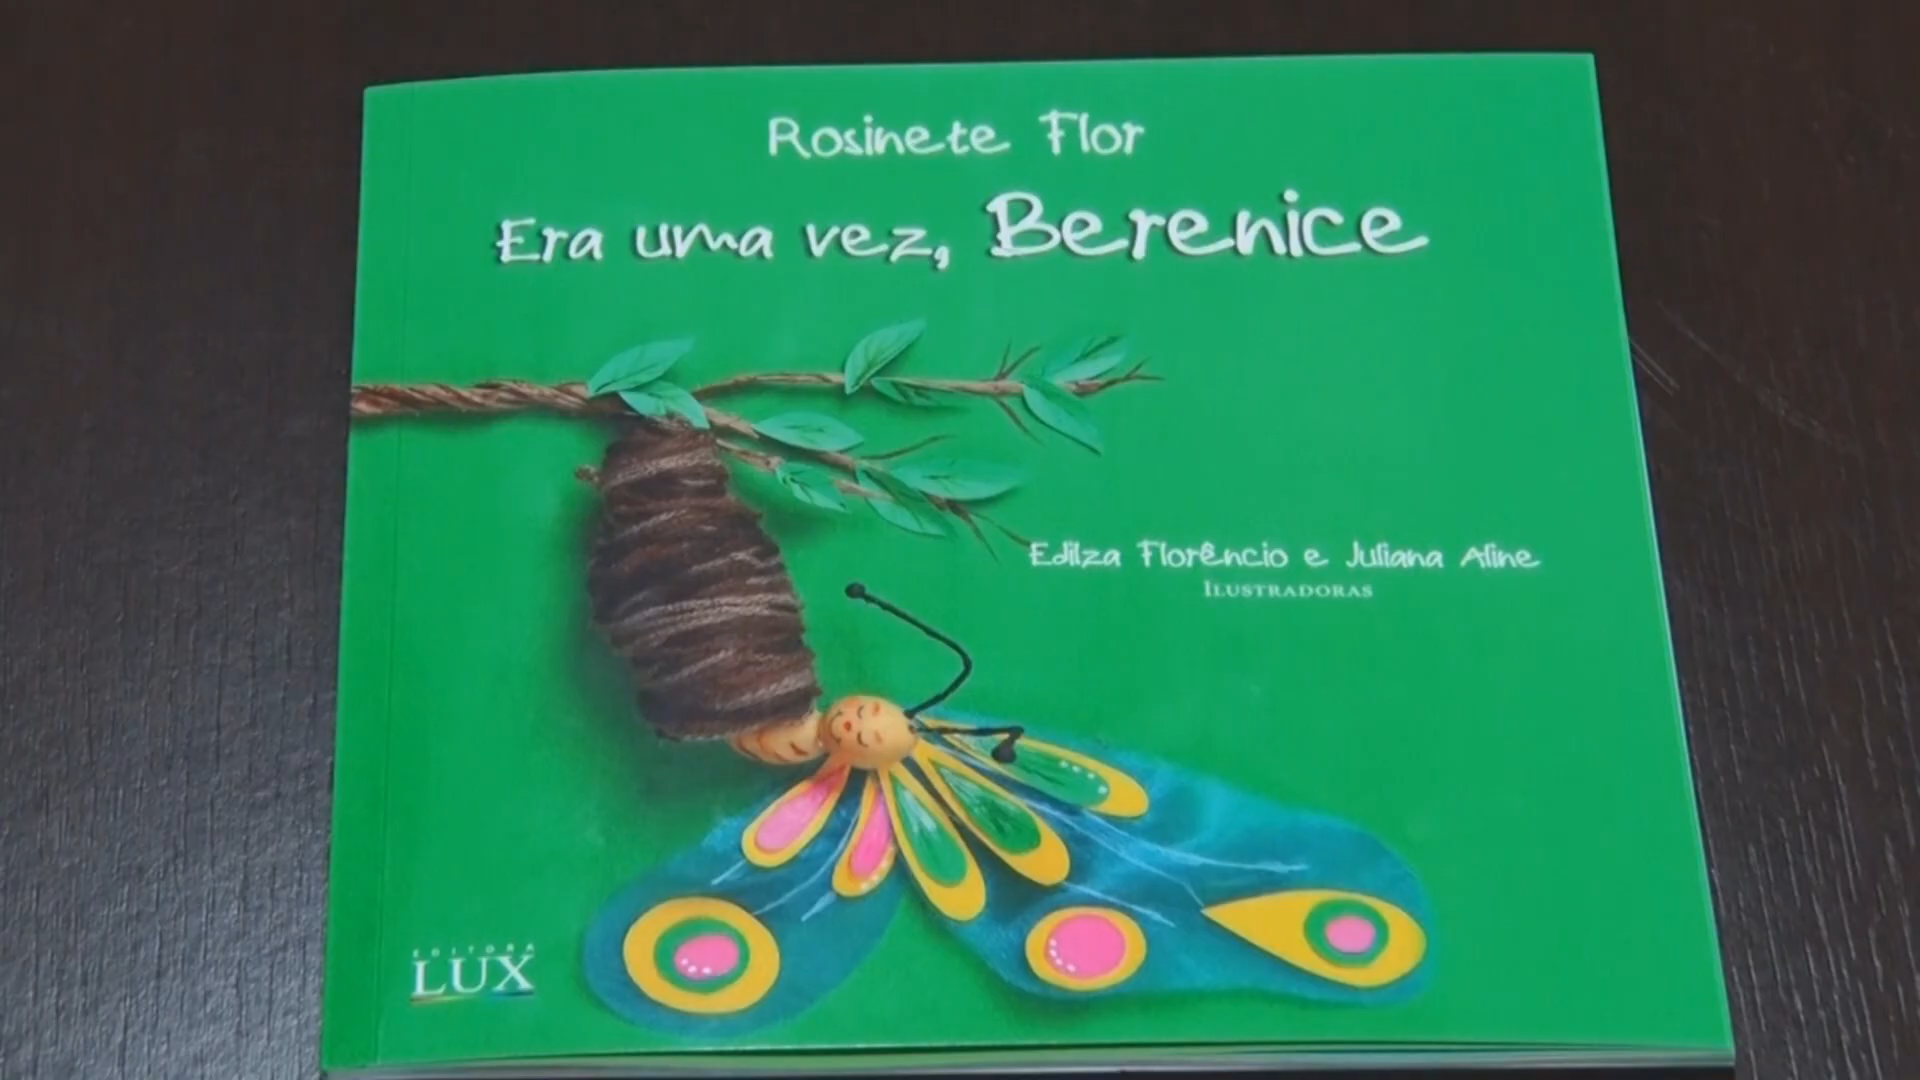 Rosinete Flor
Era uma vez, Berenice
Edilza Florêncio e Juliana Aline
ILUSTRADORAS
EDITORA
LUX